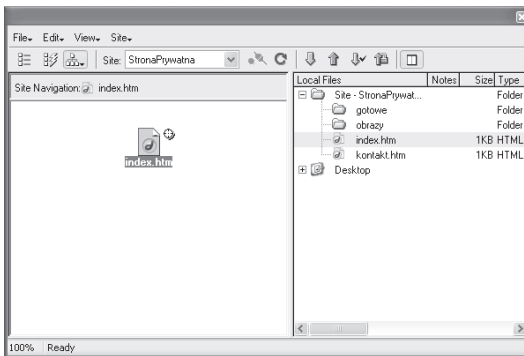 File Edit View Site
Site: StronaPrywatna
Site Navigation: index.htm
index.htm
Local Files Notes Size Type
Site - StronaPrywat... Folder
gotowe Folder
obrazy Folder
index.htm 1KB HTML
kontakt.htm 1KB HTML
Desktop
100% Ready